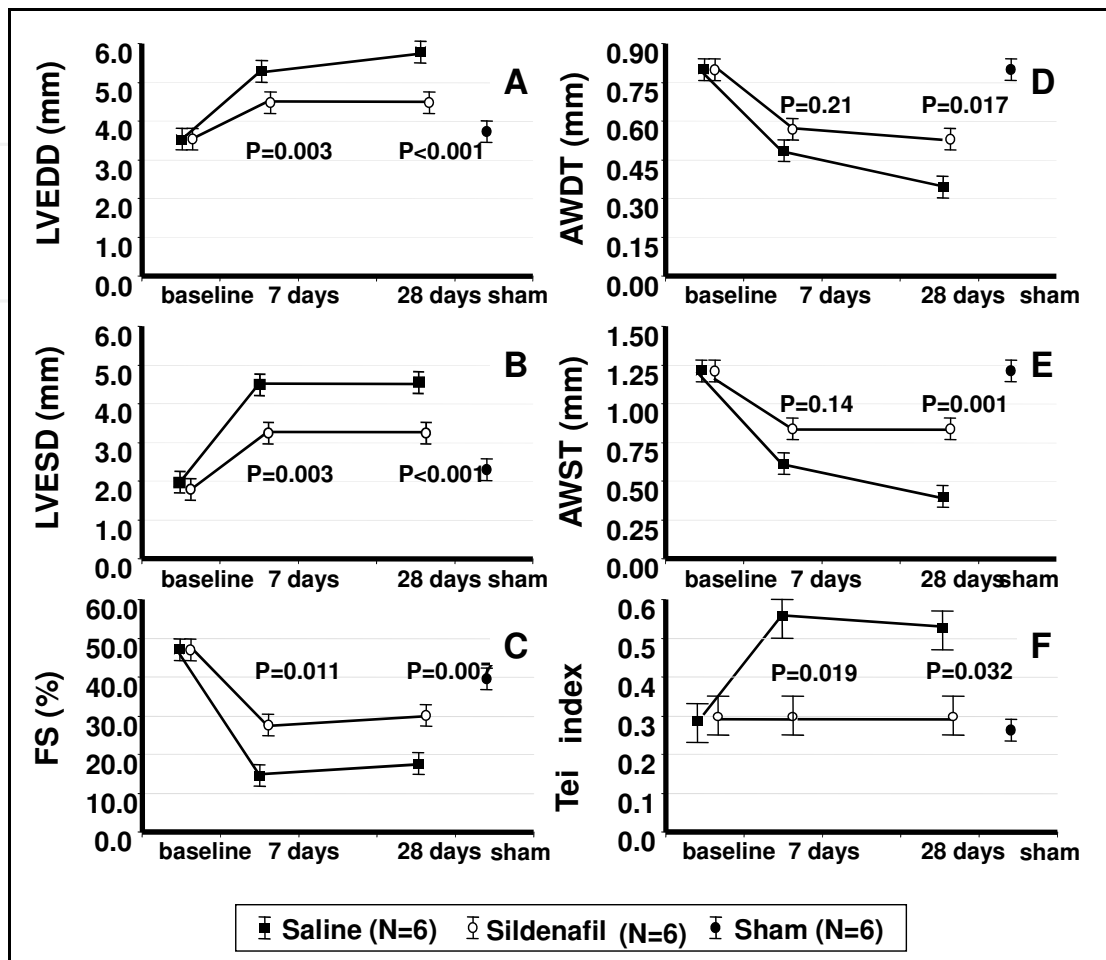 A
LVEDD (mm)
6.0
5.0
4.0
3.0
2.0
1.0
0.0
P=0.003
P<0.001
baseline 7 days 28 days sham
D
AWDT (mm)
0.90
0.75
0.60
0.45
0.30
0.15
0.00
P=0.21
P=0.017
baseline 7 days 28 days sham
B
LVESD (mm)
6.0
5.0
4.0
3.0
2.0
1.0
0.0
P=0.003
P<0.001
baseline 7 days 28 days sham
E
AWST (mm)
1.50
1.25
1.00
0.75
0.50
0.25
0.00
P=0.14
P=0.001
baseline 7 days 28 days sham
C
FS (%)
60.0
50.0
40.0
30.0
20.0
10.0
0.0
P=0.011
P=0.007
baseline 7 days 28 days sham
F
Tei index
0.6
0.5
0.4
0.3
0.2
0.1
0.0
P=0.019
P=0.032
baseline 7 days 28 days sham
Saline (N=6) Sildenafil (N=6) Sham (N=6)